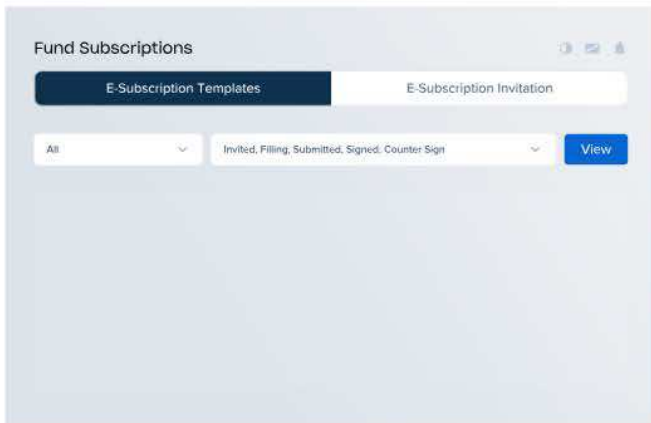 Fund Subscriptions
E-Subscription Templates
E-Subscription Invitation
All
Invited, Filling, Submitted, Signed, Counter Sign
View